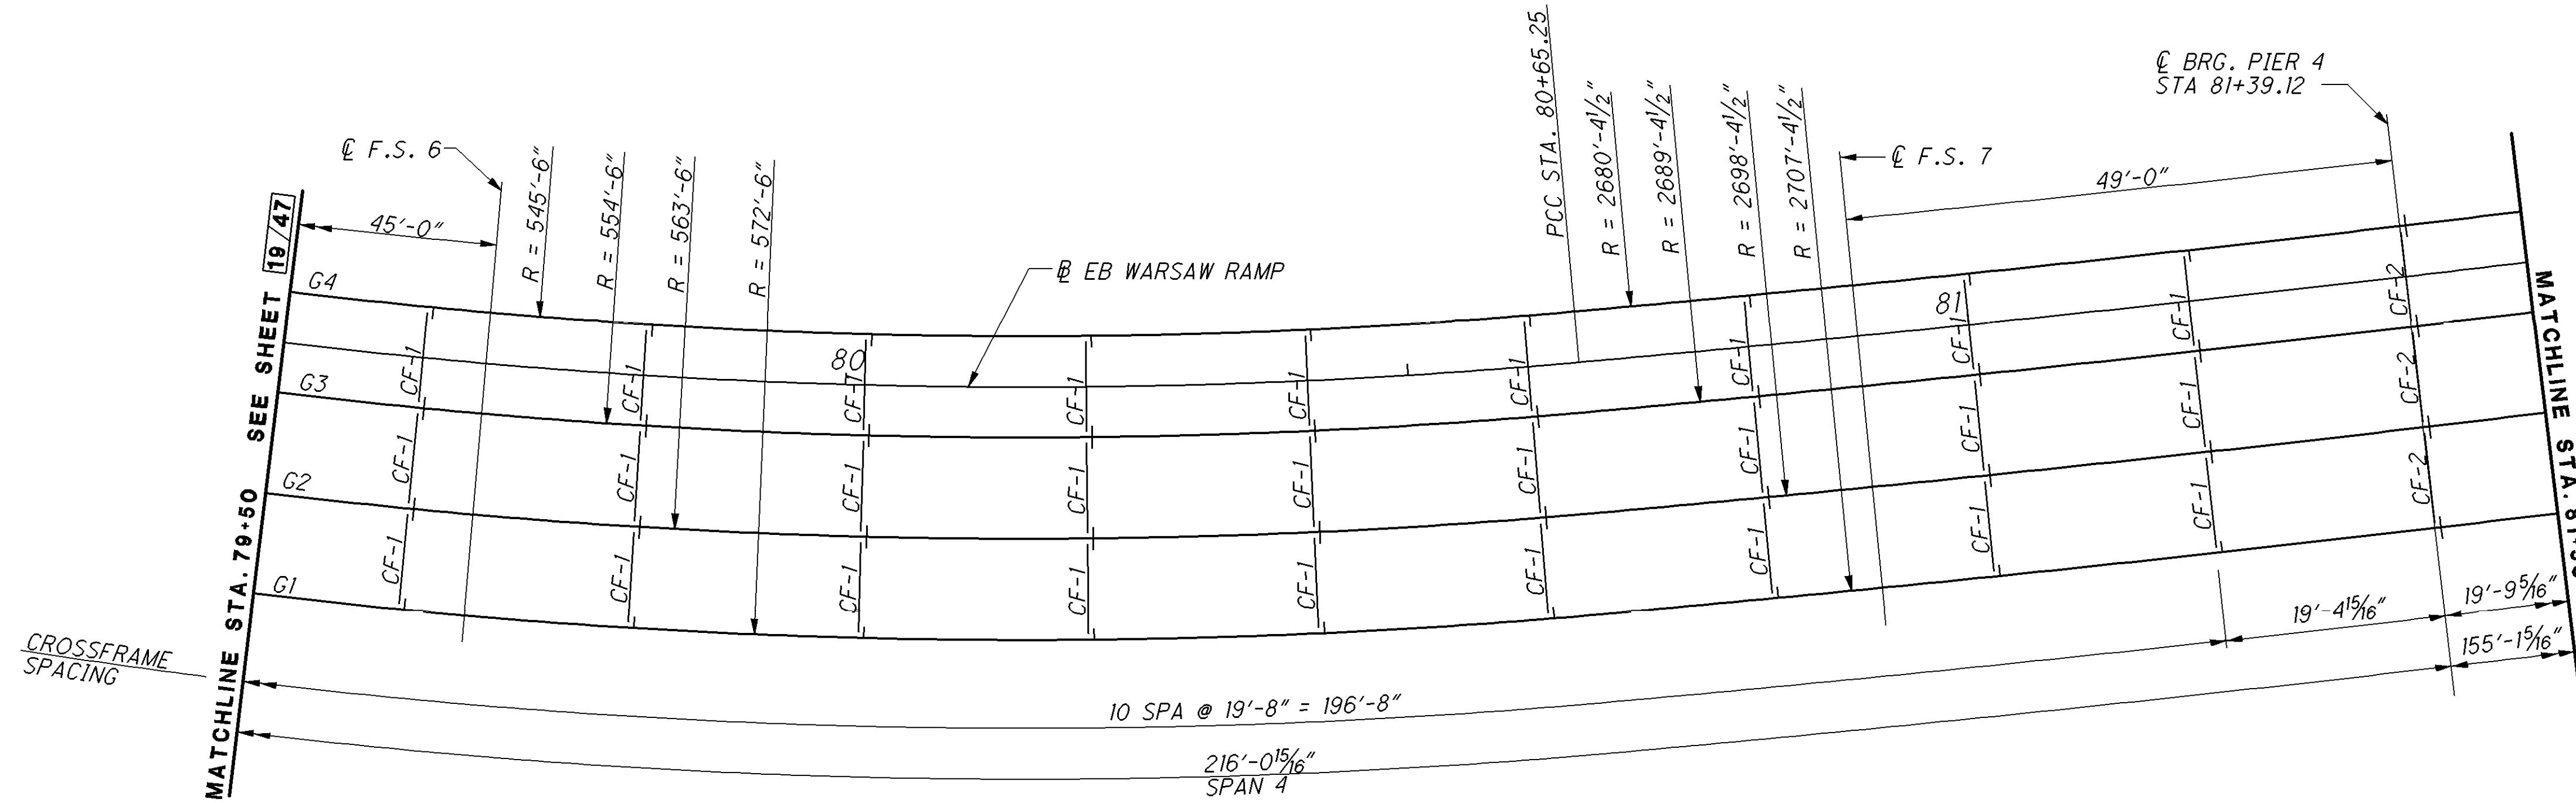 PCC STA. 80+65.25
℄ BRG. PIER 4
STA 81+39.12
℄ F.S. 6
℄ F.S. 7
49'-0"
45'-0"
R = 545'-6"
R = 554'-6"
R = 563'-6"
R = 572'-6"
R = 2680'-4½"
R = 2689'-4½"
R = 2698'-4½"
R = 2707'-4½"
MATCHLINE STA. 79+50 SEE SHEET 19/47
℄ EB WARSAW RAMP
MATCHLINE STA.
G4
80
81
CF-1
CF-1
CF-1
CF-1
CF-1
CF-1
CF-1
CF-1
CF-1
CF-2
G3
CF-1
CF-1
CF-1
CF-1
CF-1
CF-1
CF-1
CF-1
CF-1
CF-2
G2
CF-1
CF-1
CF-1
CF-1
CF-1
CF-1
CF-1
CF-1
CF-1
CF-2
G1
CROSSFRAME
SPACING
10 SPA @ 19'-8" = 196'-8"
19'-4 15/16"
19'-9 5/16"
216'-0 15/16"
SPAN 4
155'-1 5/16"